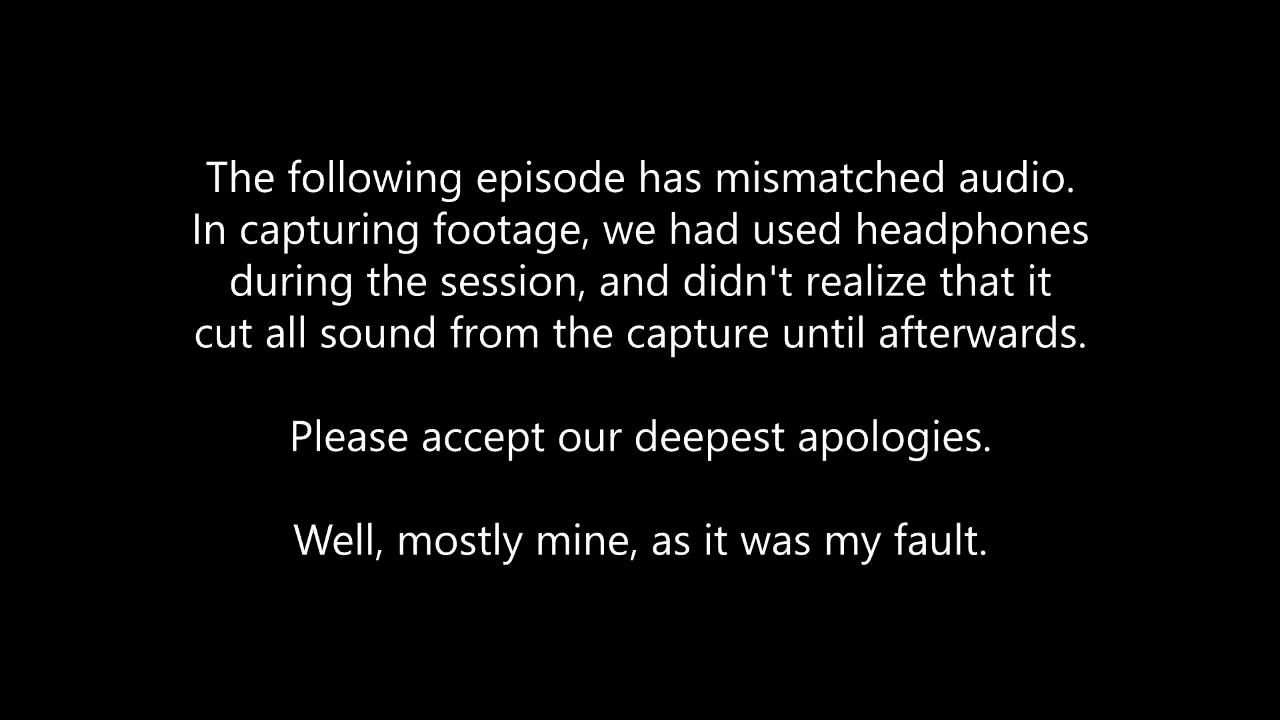 The following episode has mismatched audio.
In capturing footage, we had used headphones
during the session, and didn't realize that it
cut all sound from the capture until afterwards.
Please accept our deepest apologies.
Well, mostly mine, as it was my fault.